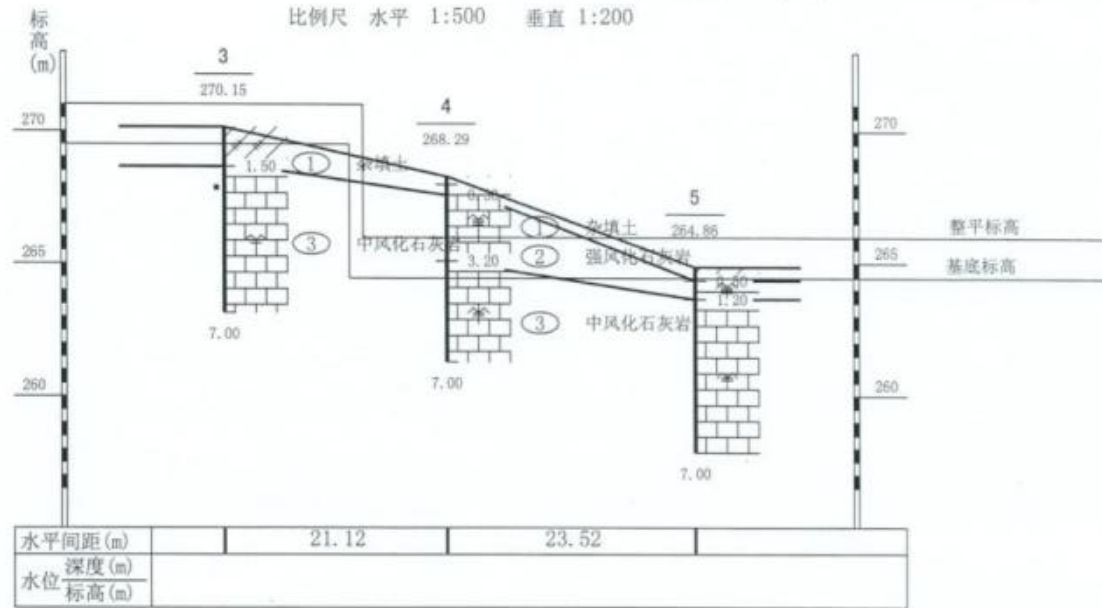 比例尺 水平 1:500 垂直 1:200
标高(m)
3
270.15
4
268.29
5
264.86
270
265
260
270
265
260
1.50
① 杂填土
③ 中风化石灰岩
7.00
3.20
① 杂填土
② 强风化石灰岩
③ 中风化石灰岩
7.00
1.20
7.00
整平标高
基底标高
水平间距(m) 21.12 23.52
水位 深度(m)
标高(m)